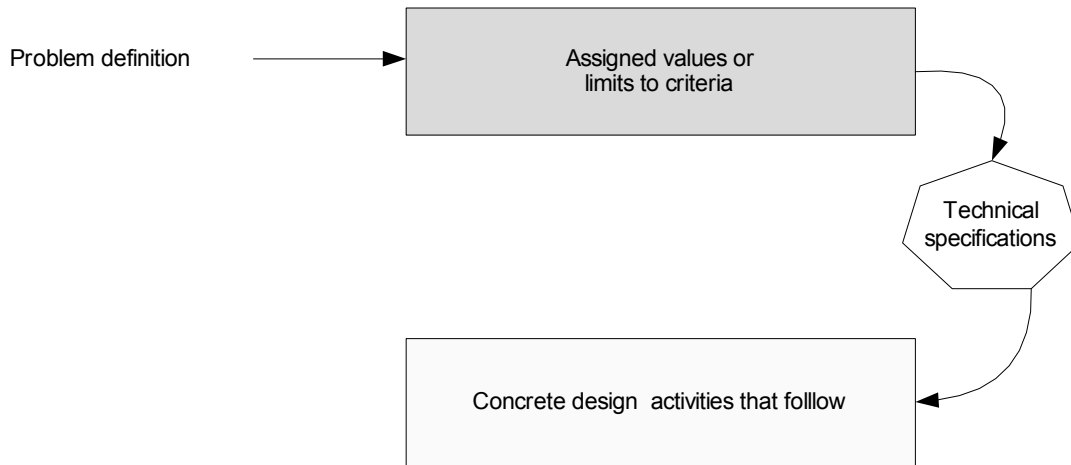 Problem definition
Assigned values or
limits to criteria
Technical
specifications
Concrete design activities that folllow